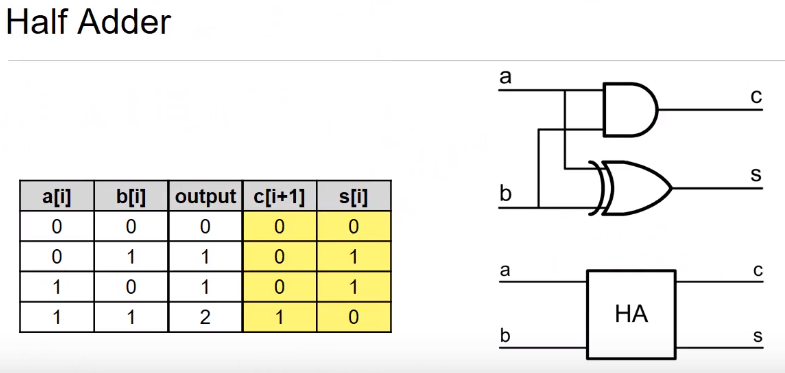 Half Adder
a[i] b[i] output c[i+1] s[i]
0 0 0 0 0
0 1 1 0 1
1 0 1 0 1
1 1 2 1 0
a
c
b
s
a
c
HA
b
s